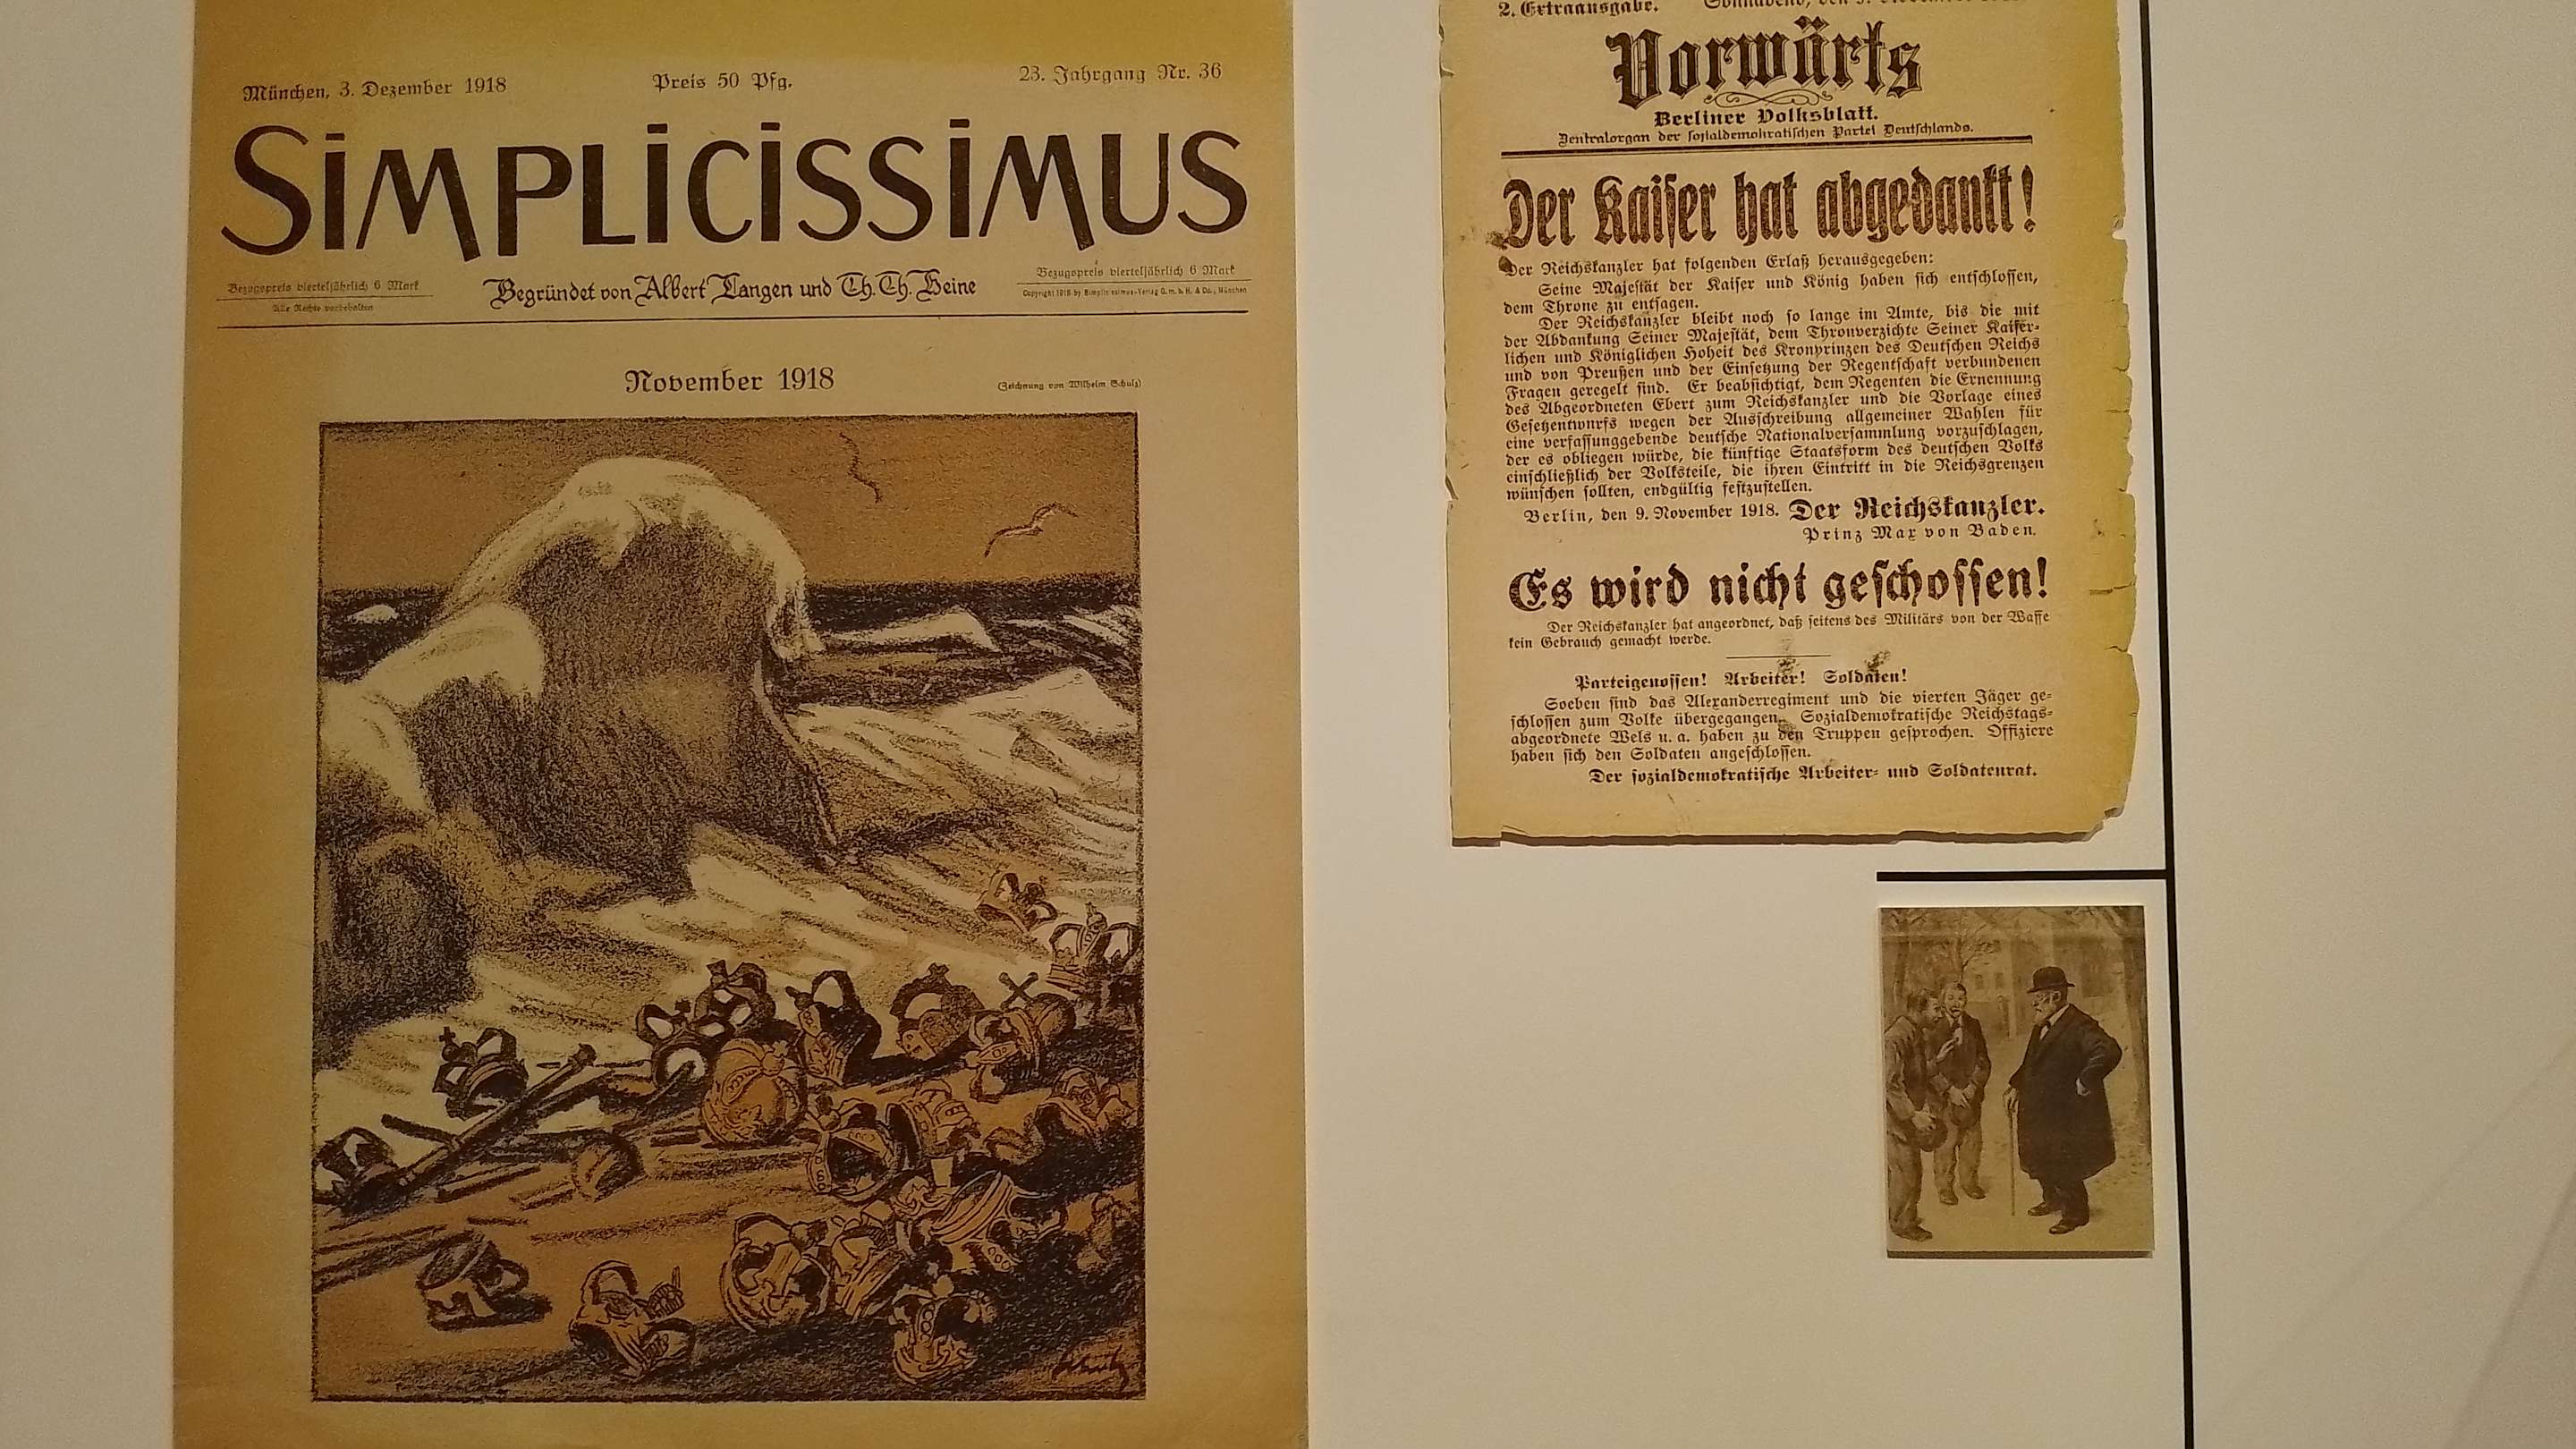 München, 3. Dezember 1918
Preis 50 Pfg.
23. Jahrgang Nr. 36
SiMPLiCiSSiMUS
Bezugspreis vierteljährlich 6 Mark
Alle Rechte vorbehalten
Begründet von Albert Langen und Th. Th. Heine
Bezugspreis vierteljährlich 6 Mark
Copyright 1918 by Simplicissimus-Verlag G. m. b. H. & Co., München
November 1918
(Zeichnung von Wilhelm Schulz)
2. Extraausgabe.
Vorwärts
Berliner Volksblatt.
Zentralorgan der sozialdemokratischen Partei Deutschlands.
Der Kaiser hat abgedankt!
Der Reichskanzler hat folgenden Erlaß herausgegeben:
Seine Majestät der Kaiser und König haben sich entschlossen,
dem Throne zu entsagen.
Der Reichskanzler bleibt noch so lange im Amte, bis die mit
der Abdankung Seiner Majestät, dem Thronverzichte Seiner Kaiser-
lichen und Königlichen Hoheit des Kronprinzen des Deutschen Reichs
und von Preußen und der Einsetzung der Regentschaft verbundenen
Fragen geregelt sind. Er beabsichtigt, dem Regenten die Ernennung
des Abgeordneten Ebert zum Reichskanzler und die Vorlage eines
Gesetzentwurfs wegen der Ausschreibung allgemeiner Wahlen für
eine verfassunggebende deutsche Nationalversammlung vorzuschlagen,
der es obliegen würde, die künftige Staatsform des deutschen Volks
einschließlich der Volksteile, die ihren Eintritt in die Reichsgrenzen
wünschen sollten, endgültig festzustellen.
Berlin, den 9. November 1918. Der Reichskanzler.
Prinz Max von Baden.
Es wird nicht geschossen!
Der Reichskanzler hat angeordnet, daß seitens des Militärs von der Waffe
kein Gebrauch gemacht werde.
Parteigenossen! Arbeiter! Soldaten!
Soeben sind das Alexanderregiment und die vierten Jäger ge-
schlossen zum Volke übergegangen. Sozialdemokratische Reichstags-
abgeordnete Wels u. a. haben zu den Truppen gesprochen. Offiziere
haben sich den Soldaten angeschlossen.
Der sozialdemokratische Arbeiter- und Soldatenrat.